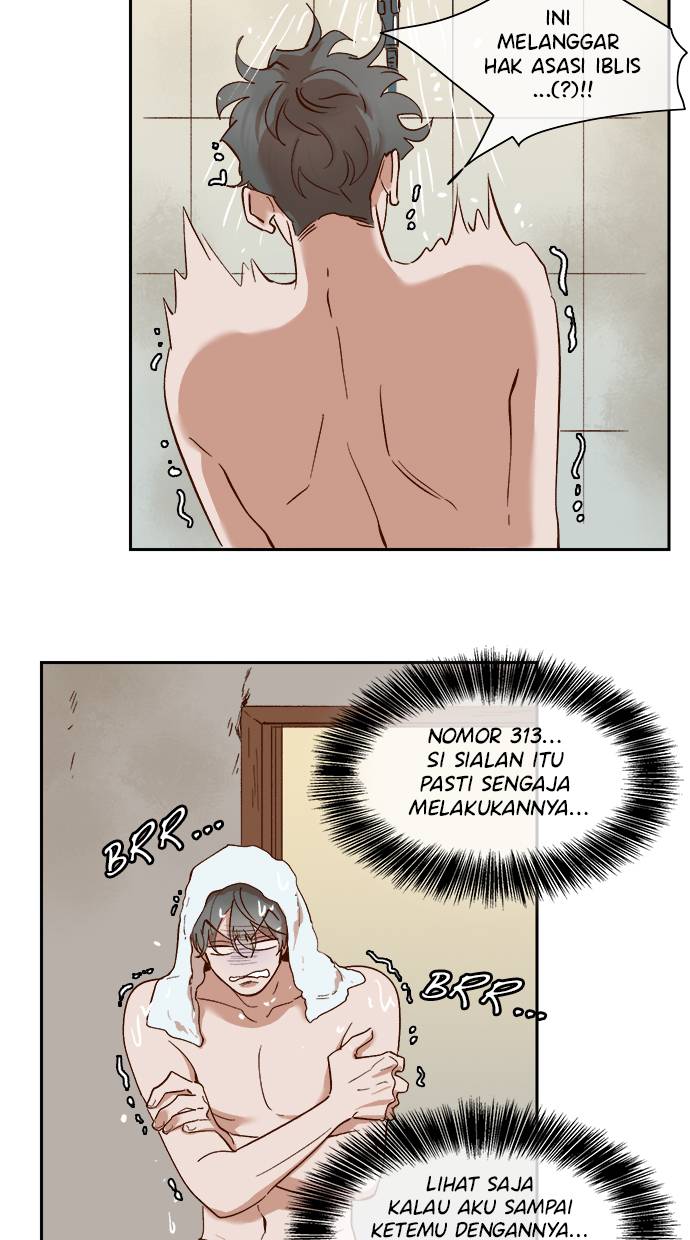 INI
MELANGGAR
HAK ASASI IBLIS
...(?)!!
NOMOR 313...
SI SIALAN ITU
PASTI SENGAJA
MELAKUKANNYA...
BRR...
BRR...
LIHAT SAJA
KALAU AKU SAMPAI
KETEMU DENGANNYA...